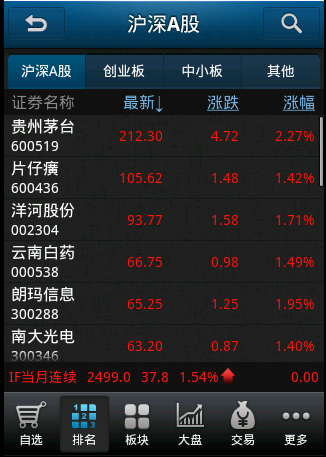 沪深A股
沪深A股 创业板 中小板 其他
证券名称 最新↓ 涨跌 涨幅
贵州茅台
600519 212.30 4.72 2.27%
片仔癀
600436 105.62 1.48 1.42%
洋河股份
002304 93.77 1.58 1.71%
云南白药
000538 66.75 0.98 1.49%
朗玛信息
300288 65.25 1.25 1.95%
南大光电
300346 63.20 0.87 1.40%
IF当月连续 2499.0 37.8 1.54% 0.00
1 2 3
自选 排名 板块 大盘 交易 更多